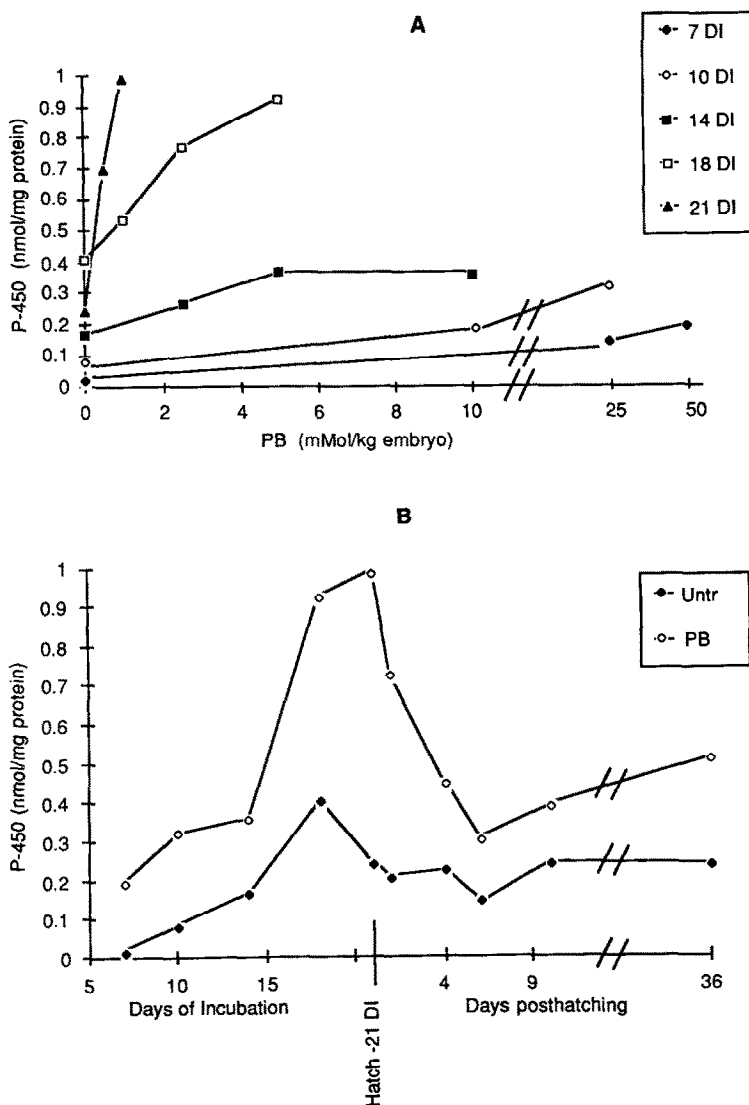 A
7 DI
10 DI
14 DI
18 DI
21 DI
P-450 (nmol/mg protein)
1
0.9
0.8
0.7
0.6
0.5
0.4
0.3
0.2
0.1
0
0 2 4 6 8 10 25 50
PB (mMol/kg embryo)
B
Untr
PB
P-450 (nmol/mg protein)
1
0.9
0.8
0.7
0.6
0.5
0.4
0.3
0.2
0.1
0
5 10 15 4 9 36
Days of Incubation
Hatch -21 DI
Days posthatching